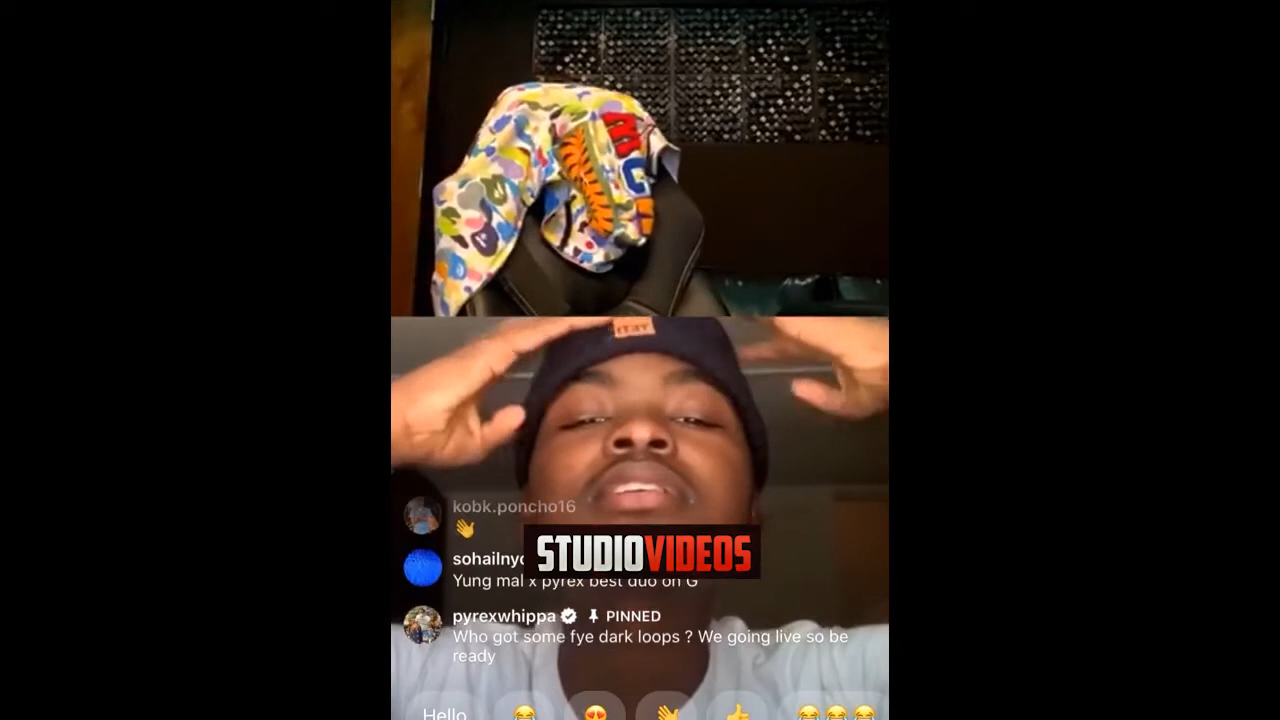 kobk.poncho16
👋
STUDIOVIDEOS
Yung mal x pyrex best duo on G
pyrexwhippa PINNED
Who got some fye dark loops ? We going live so be
ready
Hello